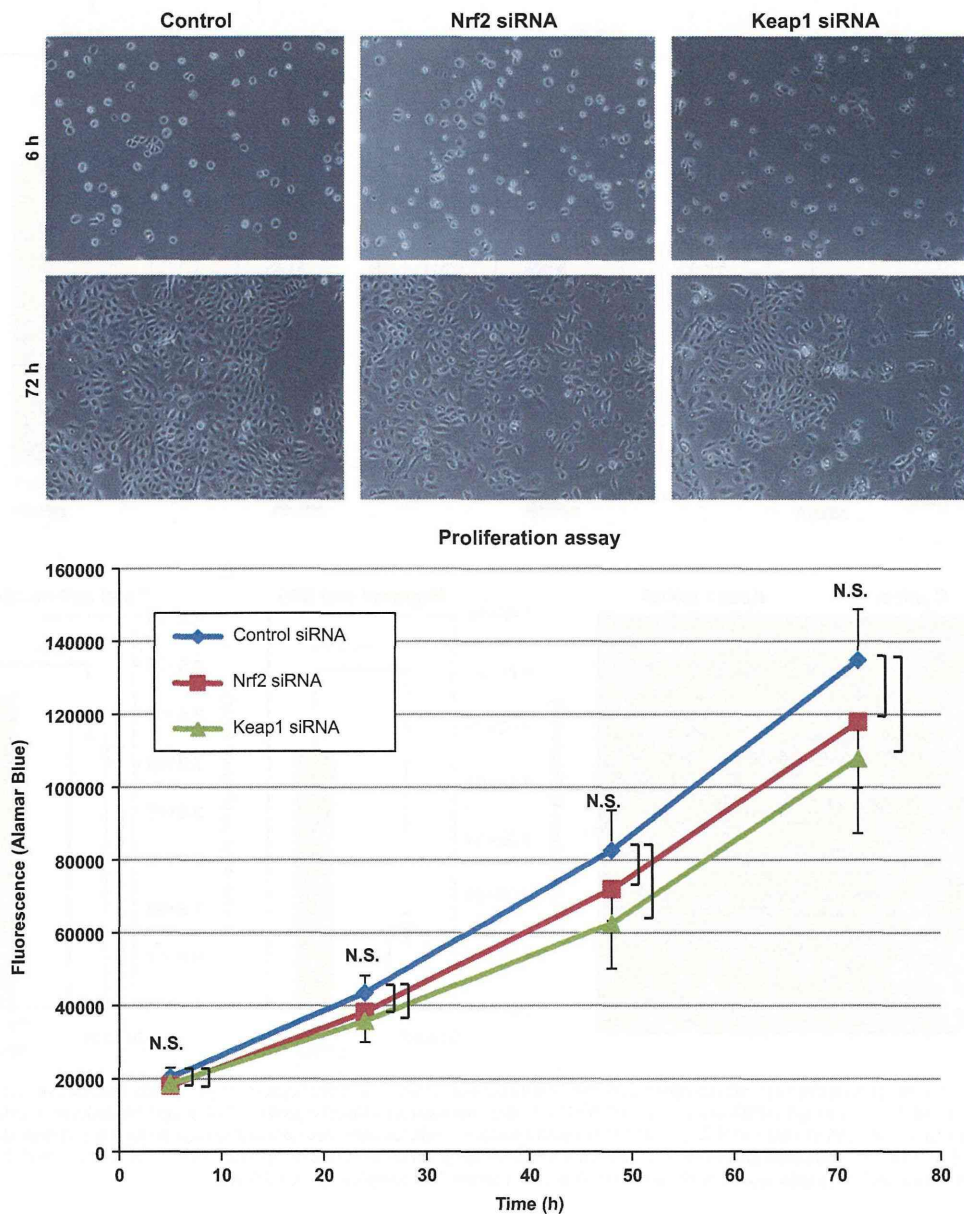 Control
Nrf2 siRNA
Keap1 siRNA
6 h
72 h
Proliferation assay
Fluorescence (Alamar Blue)
160000
140000
120000
100000
80000
60000
40000
20000
0
Control siRNA
Nrf2 siRNA
Keap1 siRNA
N.S.
N.S.
N.S.
N.S.
0
10
20
30
40
50
60
70
80
Time (h)